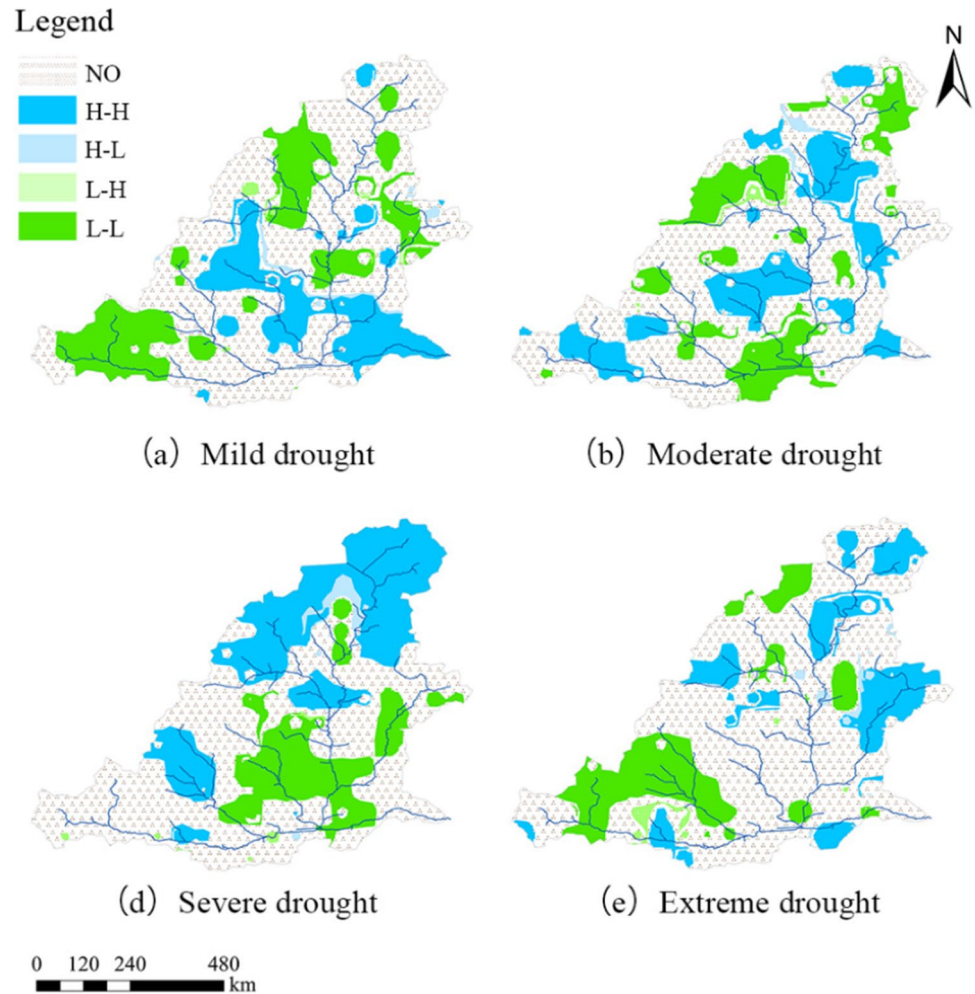 Legend
NO
H-H
H-L
L-H
L-L
N
(a) Mild drought
(b) Moderate drought
(d) Severe drought
(e) Extreme drought
0 120 240 480
km